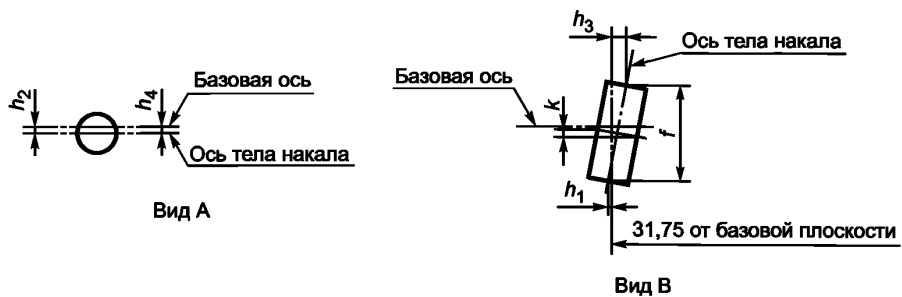 h2
h4
Базовая ось
Ось тела накала
Вид А
h3
Ось тела накала
Базовая ось
k
f
h1
31,75 от базовой плоскости
Вид В